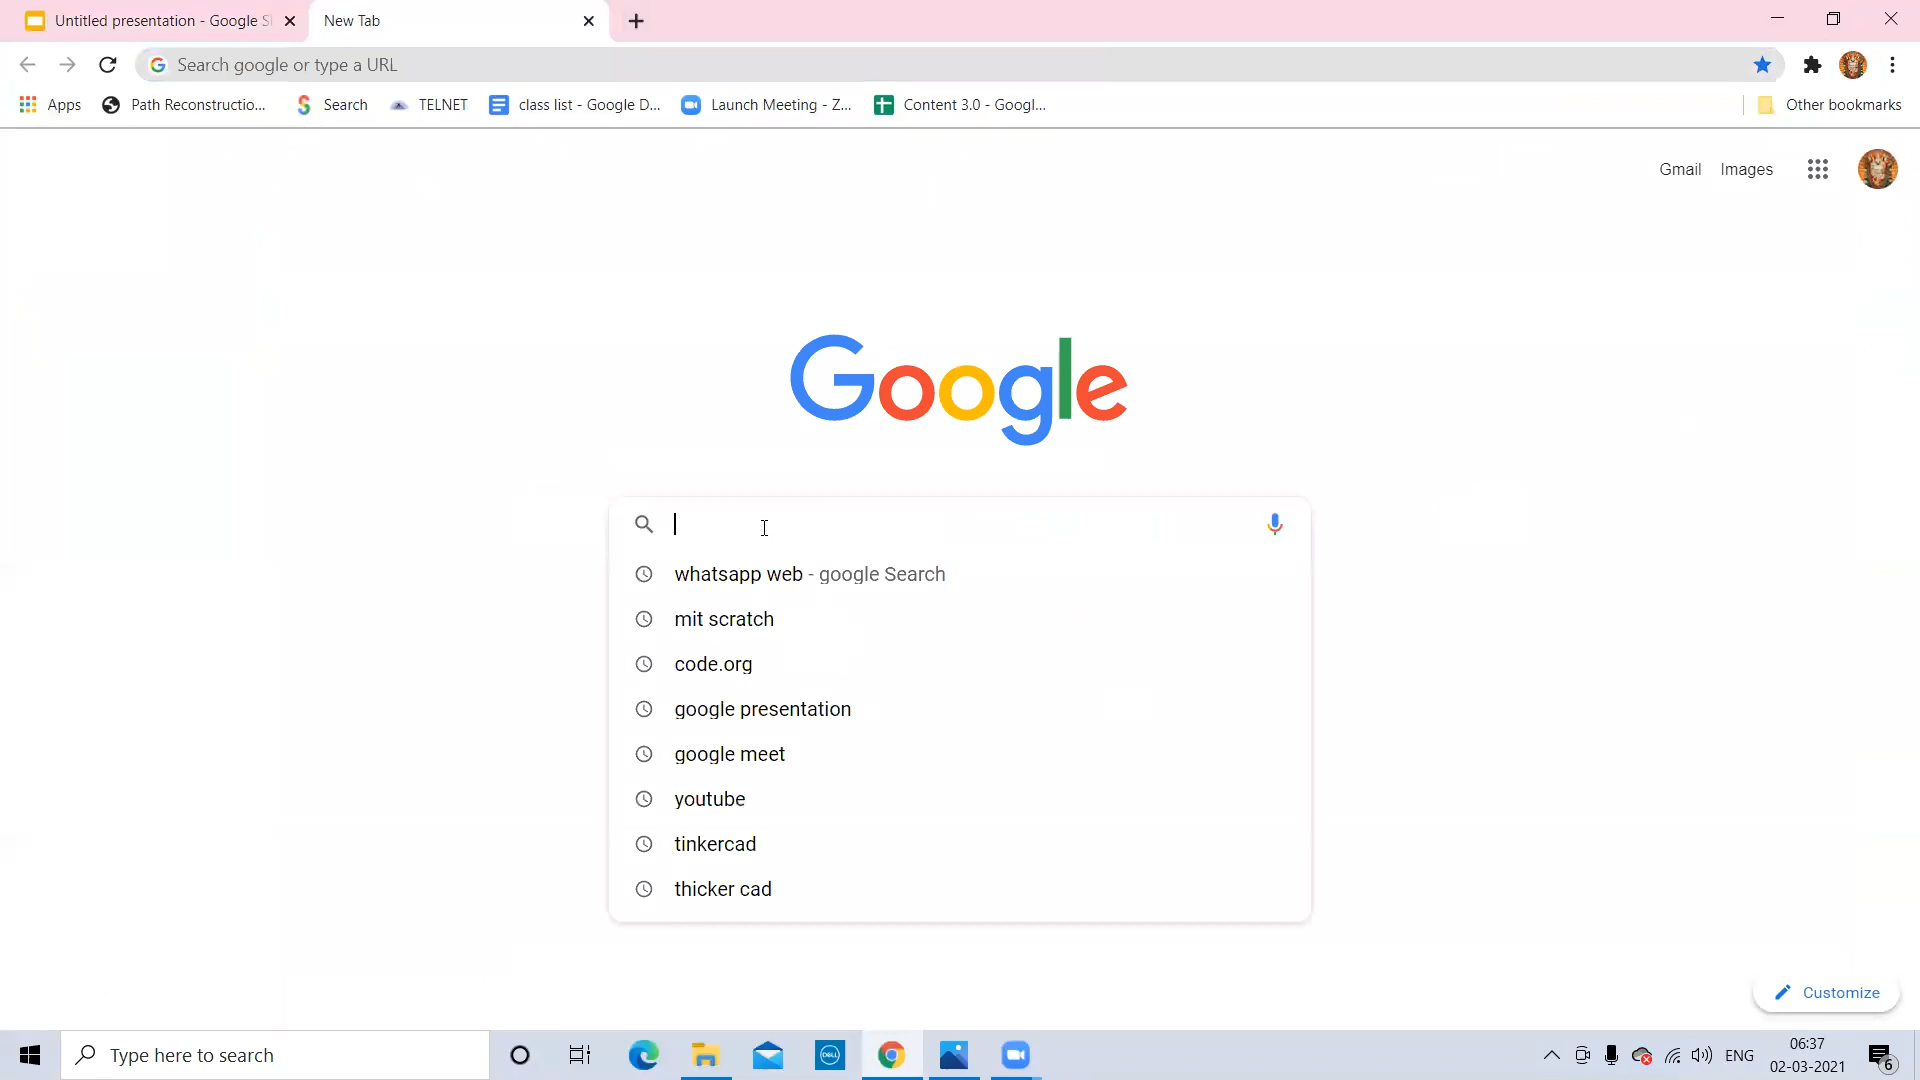 Untitled presentation - Google S
New Tab
Search google or type a URL
Apps
Path Reconstructio...
Search
TELNET
class list - Google D...
Launch Meeting - Z...
Content 3.0 - Googl...
Other bookmarks
Gmail
Images
Google
whatsapp web - google Search
mit scratch
code.org
google presentation
google meet
youtube
tinkercad
thicker cad
Customize
Type here to search
DELL
ENG
06:37
02-03-2021
6